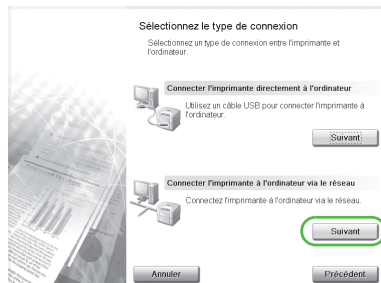 Sélectionnez le type de connexion
Sélectionnez un type de connexion entre l'imprimante et
l'ordinateur.
Connecter l'imprimante directement à l'ordinateur
Utilisez un câble USB pour connecter l'imprimante à
l'ordinateur.
Suivant
Connecter l'imprimante à l'ordinateur via le réseau
Connectez l'imprimante à l'ordinateur via le réseau.
Suivant
Annuler
Précédent